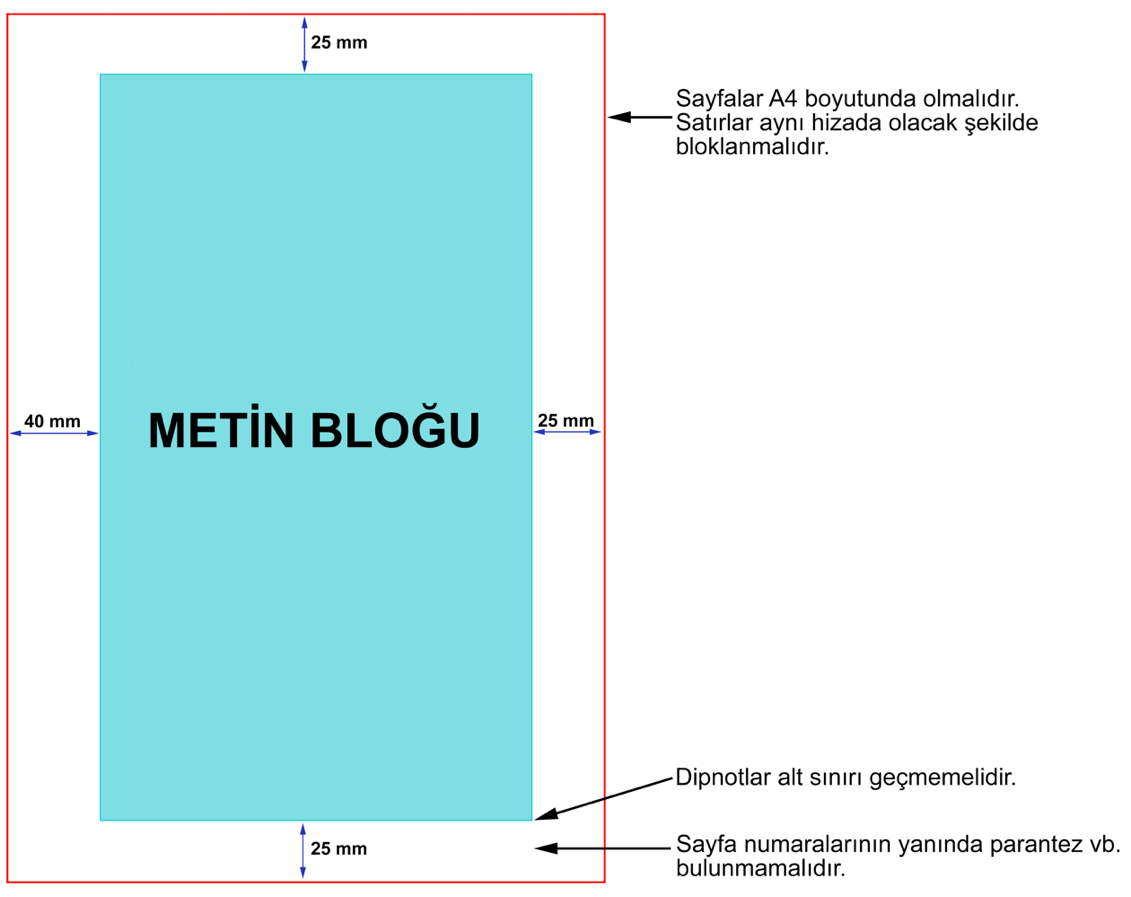 25 mm
Sayfalar A4 boyutunda olmalıdır.
Satırlar aynı hizada olacak şekilde
bloklanmalıdır.
40 mm
METİN BLOĞU
25 mm
Dipnotlar alt sınırı geçmemelidir.
25 mm
Sayfa numaralarının yanında parantez vb.
bulunmamalıdır.